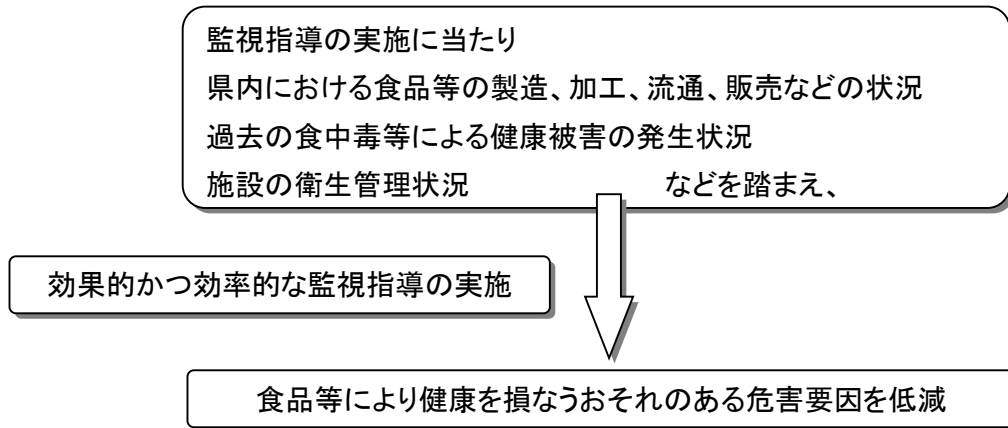 監視指導の実施に当たり
県内における食品等の製造、加工、流通、販売などの状況
過去の食中毒等による健康被害の発生状況
施設の衛生管理状況　　　　　　などを踏まえ、
効果的かつ効率的な監視指導の実施
食品等により健康を損なうおそれのある危害要因を低減